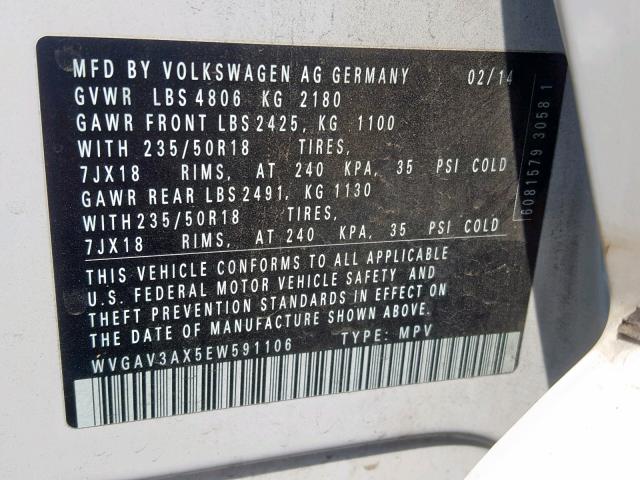 MFD BY VOLKSWAGEN AG GERMANY 02/14
GVWR LBS 4806 KG 2180
GAWR FRONT LBS 2425, KG 1100
WITH 235/50R18 TIRES,
7JX18 RIMS, AT 240 KPA, 35 PSI COLD
GAWR REAR LBS 2491, KG 1130
WITH 235/50R18 TIRES,
7JX18 RIMS, AT 240 KPA, 35 PSI COLD
THIS VEHICLE CONFORMS TO ALL APPLICABLE
U.S. FEDERAL MOTOR VEHICLE SAFETY AND
THEFT PREVENTION STANDARDS IN EFFECT ON
THE DATE OF MANUFACTURE SHOWN ABOVE.
WVGAV3AX5EW591106 TYPE: MPV
6081579 3058 1